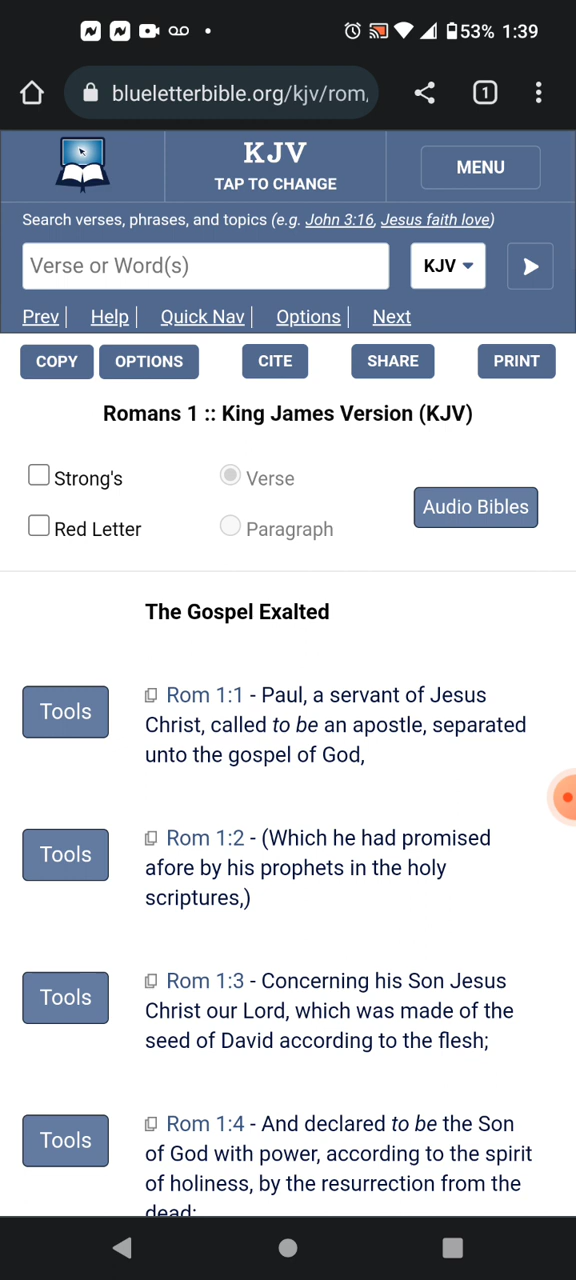 53% 1:39
blueletterbible.org/kjv/rom,
1
KJV
TAP TO CHANGE
MENU
Search verses, phrases, and topics (e.g. John 3:16, Jesus faith love)
Verse or Word(s)
KJV
Prev | Help | Quick Nav | Options | Next
COPY OPTIONS CITE SHARE PRINT
Romans 1 :: King James Version (KJV)
Strong's Verse
Audio Bibles
Red Letter Paragraph
The Gospel Exalted
Tools
Rom 1:1 - Paul, a servant of Jesus
Christ, called to be an apostle, separated
unto the gospel of God,
Tools
Rom 1:2 - (Which he had promised
afore by his prophets in the holy
scriptures,)
Tools
Rom 1:3 - Concerning his Son Jesus
Christ our Lord, which was made of the
seed of David according to the flesh;
Tools
Rom 1:4 - And declared to be the Son
of God with power, according to the spirit
of holiness, by the resurrection from the
dead: